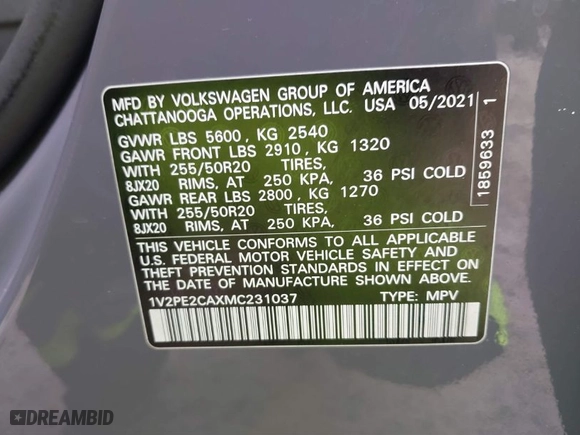 MFD BY VOLKSWAGEN GROUP OF AMERICA
CHATTANOOGA OPERATIONS, LLC. USA 05/2021
GVWR LBS 5600, KG 2540
GAWR FRONT LBS 2910, KG 1320
WITH 255/50R20 TIRES,
8JX20 RIMS, AT 250 KPA, 36 PSI COLD
GAWR REAR LBS 2800, KG 1270
WITH 255/50R20 TIRES,
8JX20 RIMS, AT 250 KPA, 36 PSI COLD
THIS VEHICLE CONFORMS TO ALL APPLICABLE
U.S. FEDERAL MOTOR VEHICLE SAFETY AND
THEFT PREVENTION STANDARDS IN EFFECT ON
THE DATE OF MANUFACTURE SHOWN ABOVE.
1V2PE2CAXMC231037 TYPE: MPV
1859633 1
DREAMBID